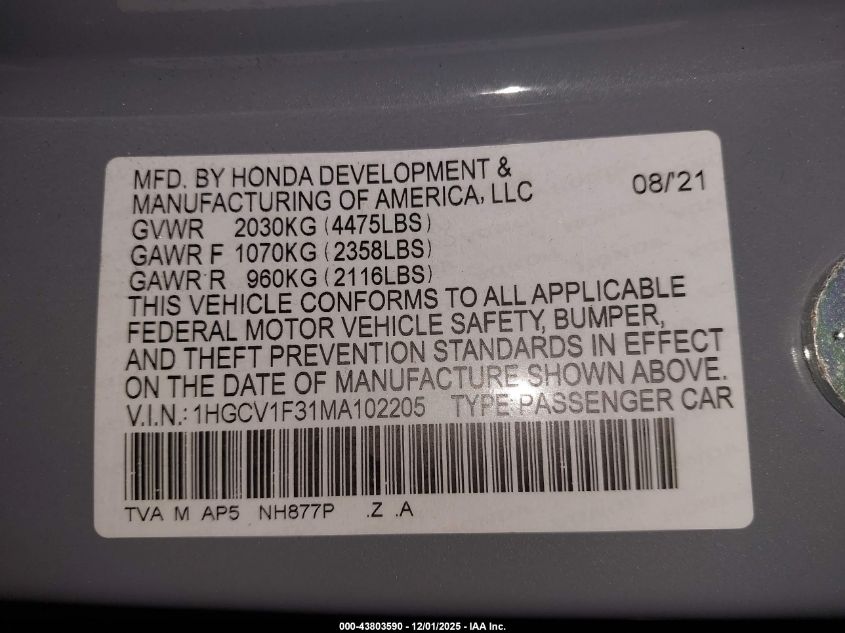 MFD. BY HONDA DEVELOPMENT &
MANUFACTURING OF AMERICA, LLC 08/'21
GVWR 2030KG (4475LBS)
GAWR F 1070KG (2358LBS)
GAWR R 960KG (2116LBS)
THIS VEHICLE CONFORMS TO ALL APPLICABLE
FEDERAL MOTOR VEHICLE SAFETY, BUMPER,
AND THEFT PREVENTION STANDARDS IN EFFECT
ON THE DATE OF MANUFACTURE SHOWN ABOVE.
V.I.N.: 1HGCV1F31MA102205 TYPE PASSENGER CAR
TVA M AP5 NH877P .Z .A
000-43803590 - 12/01/2025 - IAA Inc.